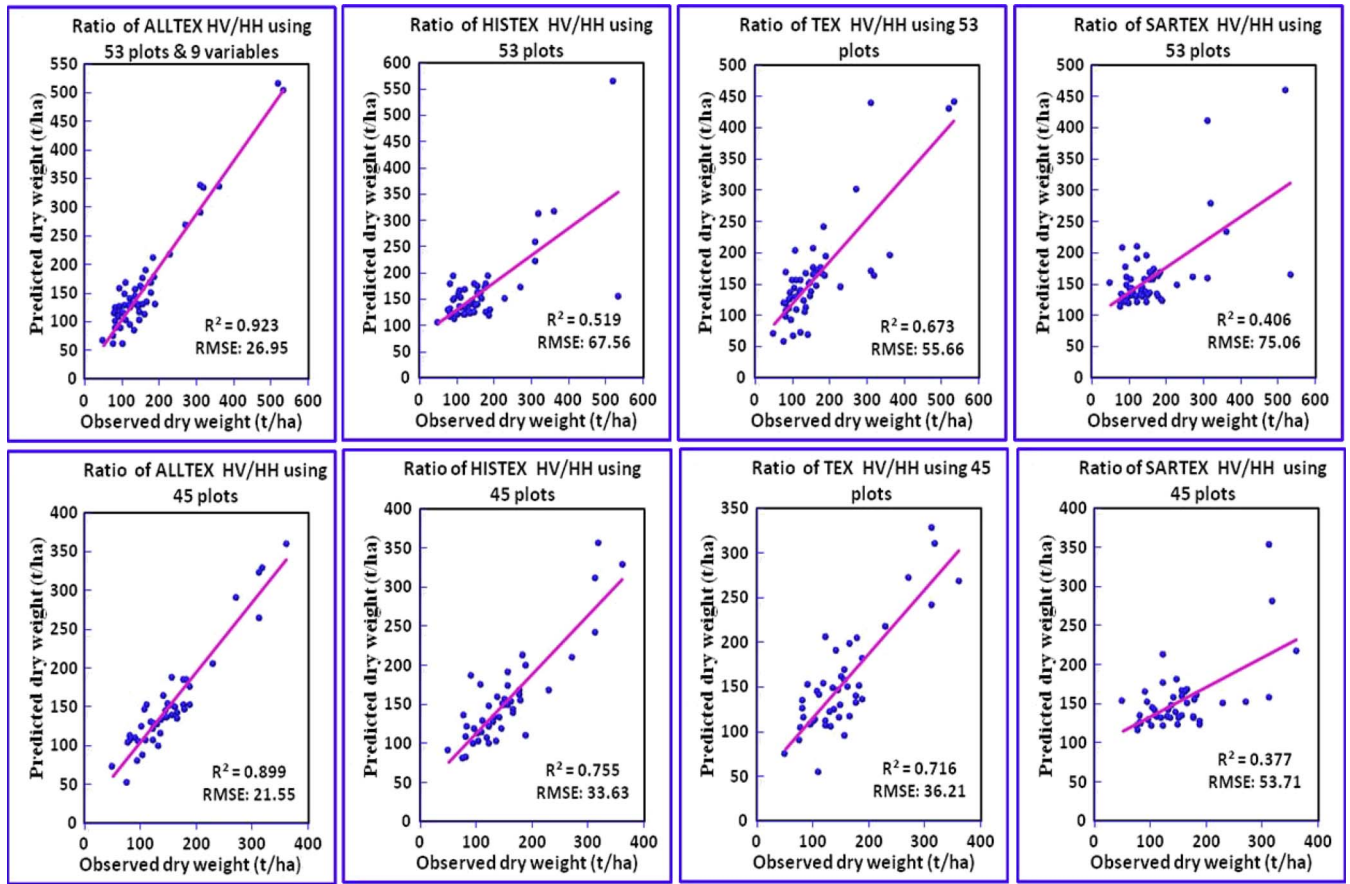 Ratio of ALLTEX HV/HH using
53 plots & 9 variables
Predicted dry weight (t/ha)
550
500
450
400
350
300
250
200
150
100
50
0
R² = 0.923
RMSE: 26.95
0 100 200 300 400 500 600
Observed dry weight (t/ha)
Ratio of HISTEX HV/HH using
53 plots
Predicted dry weight (t/ha)
600
550
500
450
400
350
300
250
200
150
100
50
0
R² = 0.519
RMSE: 67.56
0 100 200 300 400 500 600
Observed dry weight (t/ha)
Ratio of TEX HV/HH using 53
plots
Predicted dry weight (t/ha)
500
450
400
350
300
250
200
150
100
50
0
R² = 0.673
RMSE: 55.66
0 100 200 300 400 500 600
Observed dry weight (t/ha)
Ratio of SARTEX HV/HH using
53 plots
Predicted dry weight (t/ha)
500
450
400
350
300
250
200
150
100
50
0
R² = 0.406
RMSE: 75.06
0 100 200 300 400 500 600
Observed dry weight (t/ha)
Ratio of ALLTEX HV/HH using
45 plots
Predicted dry weight (t/ha)
400
350
300
250
200
150
100
50
0
R² = 0.899
RMSE: 21.55
0 100 200 300 400
Observed dry weight (t/ha)
Ratio of HISTEX HV/HH using
45 plots
Predicted dry weight (t/ha)
400
350
300
250
200
150
100
50
0
R² = 0.755
RMSE: 33.63
0 100 200 300 400
Observed dry weight (t/ha)
Ratio of TEX HV/HH using 45
plots
Predicted dry weight (t/ha)
350
300
250
200
150
100
50
0
R² = 0.716
RMSE: 36.21
0 100 200 300 400
Observed dry weight (t/ha)
Ratio of SARTEX HV/HH using
45 plots
Predicted dry weight (t/ha)
400
350
300
250
200
150
100
50
0
R² = 0.377
RMSE: 53.71
0 100 200 300 400
Observed dry weight (t/ha)